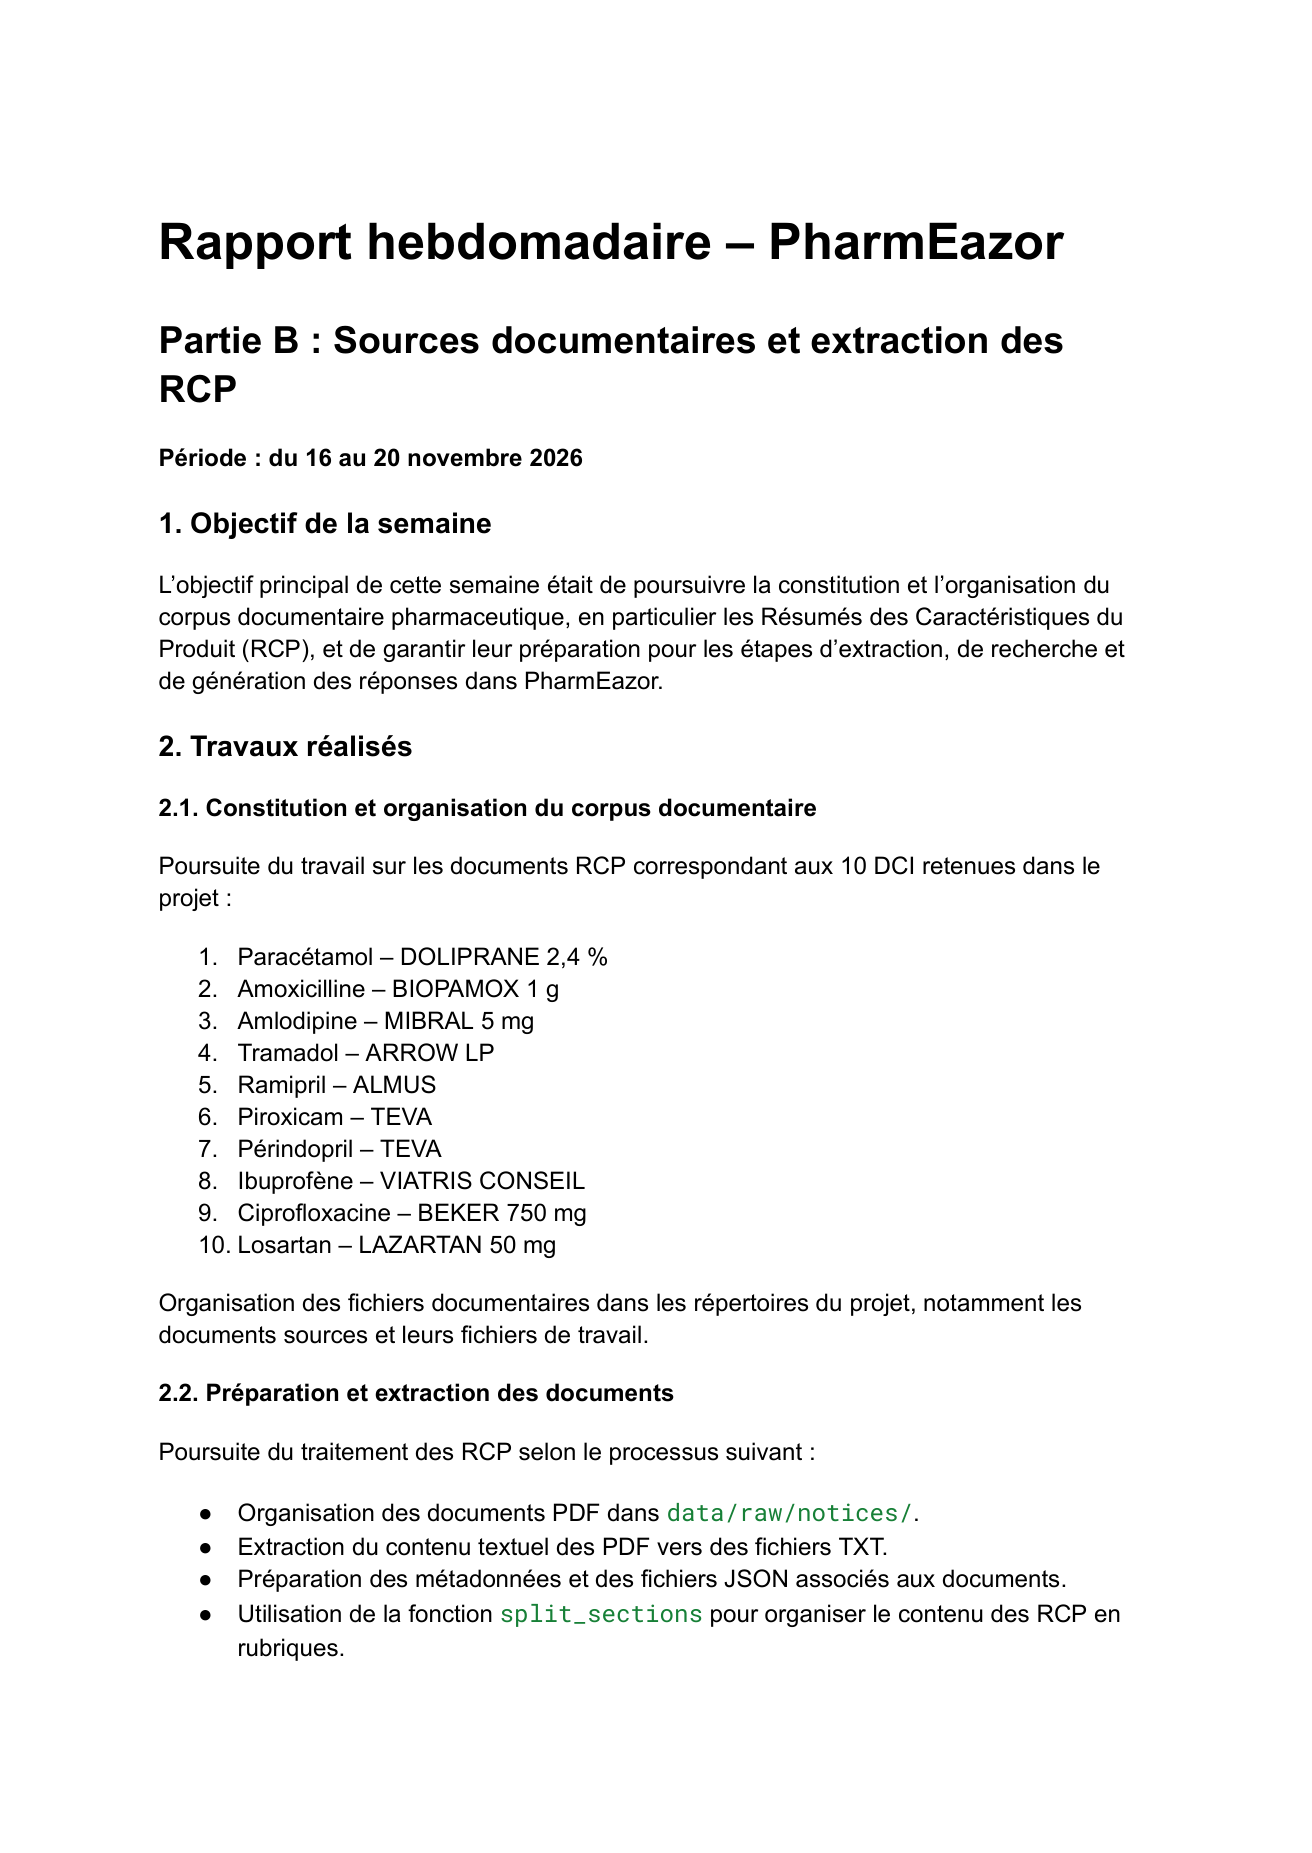 Rapport hebdomadaire – PharmEazor
Partie B : Sources documentaires et extraction des
RCP
Période : du 16 au 20 novembre 2026
1. Objectif de la semaine
L’objectif principal de cette semaine était de poursuivre la constitution et l’organisation du
corpus documentaire pharmaceutique, en particulier les Résumés des Caractéristiques du
Produit (RCP), et de garantir leur préparation pour les étapes d’extraction, de recherche et
de génération des réponses dans PharmEazor.
2. Travaux réalisés
2.1. Constitution et organisation du corpus documentaire
Poursuite du travail sur les documents RCP correspondant aux 10 DCI retenues dans le
projet :
1. Paracétamol – DOLIPRANE 2,4 %
2. Amoxicilline – BIOPAMOX 1 g
3. Amlodipine – MIBRAL 5 mg
4. Tramadol – ARROW LP
5. Ramipril – ALMUS
6. Piroxicam – TEVA
7. Périndopril – TEVA
8. Ibuprofène – VIATRIS CONSEIL
9. Ciprofloxacine – BEKER 750 mg
10. Losartan – LAZARTAN 50 mg
Organisation des fichiers documentaires dans les répertoires du projet, notamment les
documents sources et leurs fichiers de travail.
2.2. Préparation et extraction des documents
Poursuite du traitement des RCP selon le processus suivant :
● Organisation des documents PDF dans data/raw/notices/.
● Extraction du contenu textuel des PDF vers des fichiers TXT.
● Préparation des métadonnées et des fichiers JSON associés aux documents.
● Utilisation de la fonction split_sections pour organiser le contenu des RCP en
rubriques.